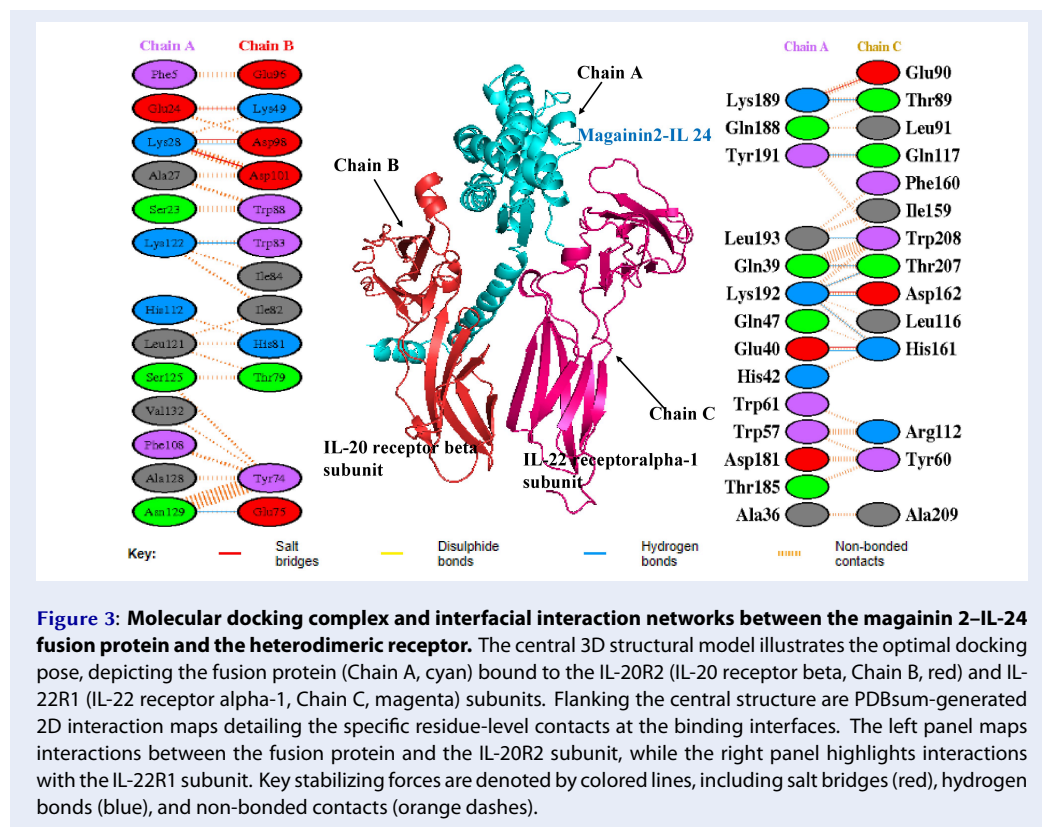 Chain A Chain B
Phe5 Glu96
Glu24 Lys49
Lys28 Asp98
Ala27 Asp101
Ser23 Trp88
Lys122 Trp83
Ile84
His112 Ile82
Leu121 His81
Ser125 Thr79
Val132
Phe108
Ala128 Tyr74
Asn129 Glu75
Chain A
Magainin2-IL 24
Chain B
Chain C
IL-20 receptor beta
subunit
IL-22 receptoralpha-1
subunit
Chain A Chain C
Glu90
Lys189 Thr89
Gln188 Leu91
Tyr191 Gln117
Phe160
Ile159
Leu193 Trp208
Gln39 Thr207
Lys192 Asp162
Gln47 Leu116
Glu40 His161
His42
Trp61
Trp57 Arg112
Asp181 Tyr60
Thr185
Ala36 Ala209
Key: Salt bridges Disulphide bonds Hydrogen bonds Non-bonded contacts
Figure 3: Molecular docking complex and interfacial interaction networks between the magainin 2–IL-24
fusion protein and the heterodimeric receptor. The central 3D structural model illustrates the optimal docking
pose, depicting the fusion protein (Chain A, cyan) bound to the IL-20R2 (IL-20 receptor beta, Chain B, red) and IL-
22R1 (IL-22 receptor alpha-1, Chain C, magenta) subunits. Flanking the central structure are PDBsum-generated
2D interaction maps detailing the specific residue-level contacts at the binding interfaces. The left panel maps
interactions between the fusion protein and the IL-20R2 subunit, while the right panel highlights interactions
with the IL-22R1 subunit. Key stabilizing forces are denoted by colored lines, including salt bridges (red), hydrogen
bonds (blue), and non-bonded contacts (orange dashes).